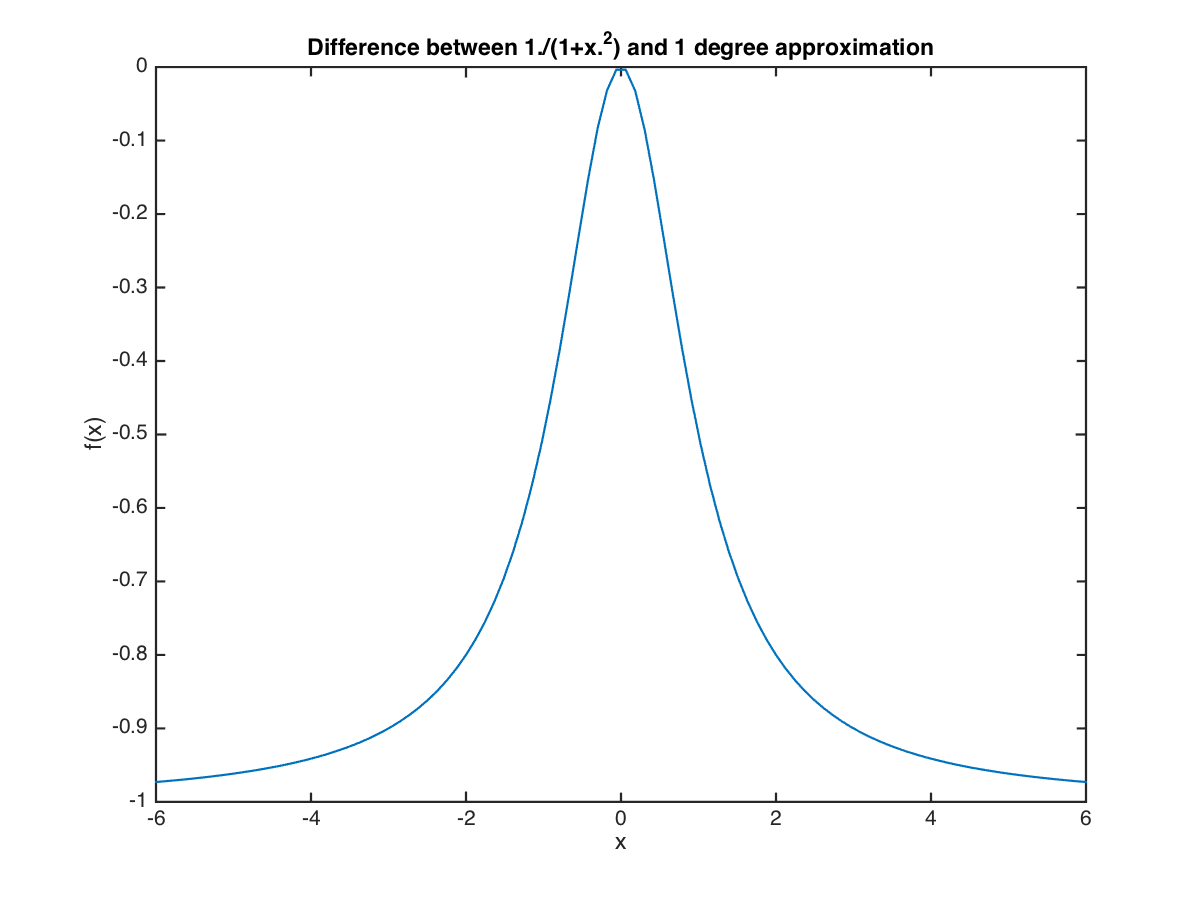 Difference between 1./(1+x.²) and 1 degree approximation
0
-0.1
-0.2
-0.3
-0.4
-0.5
-0.6
-0.7
-0.8
-0.9
-1
f(x)
-6 -4 -2 0 2 4 6
x